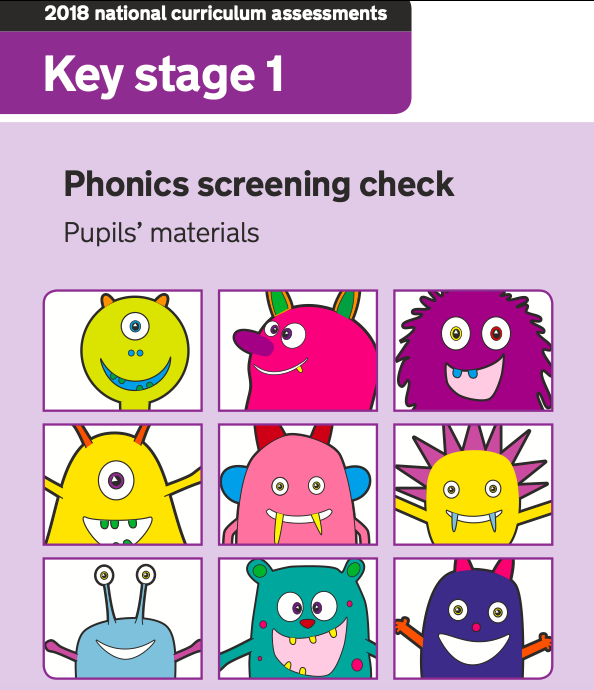 2018 national curriculum assessments
Key stage 1
Phonics screening check
Pupils’ materials